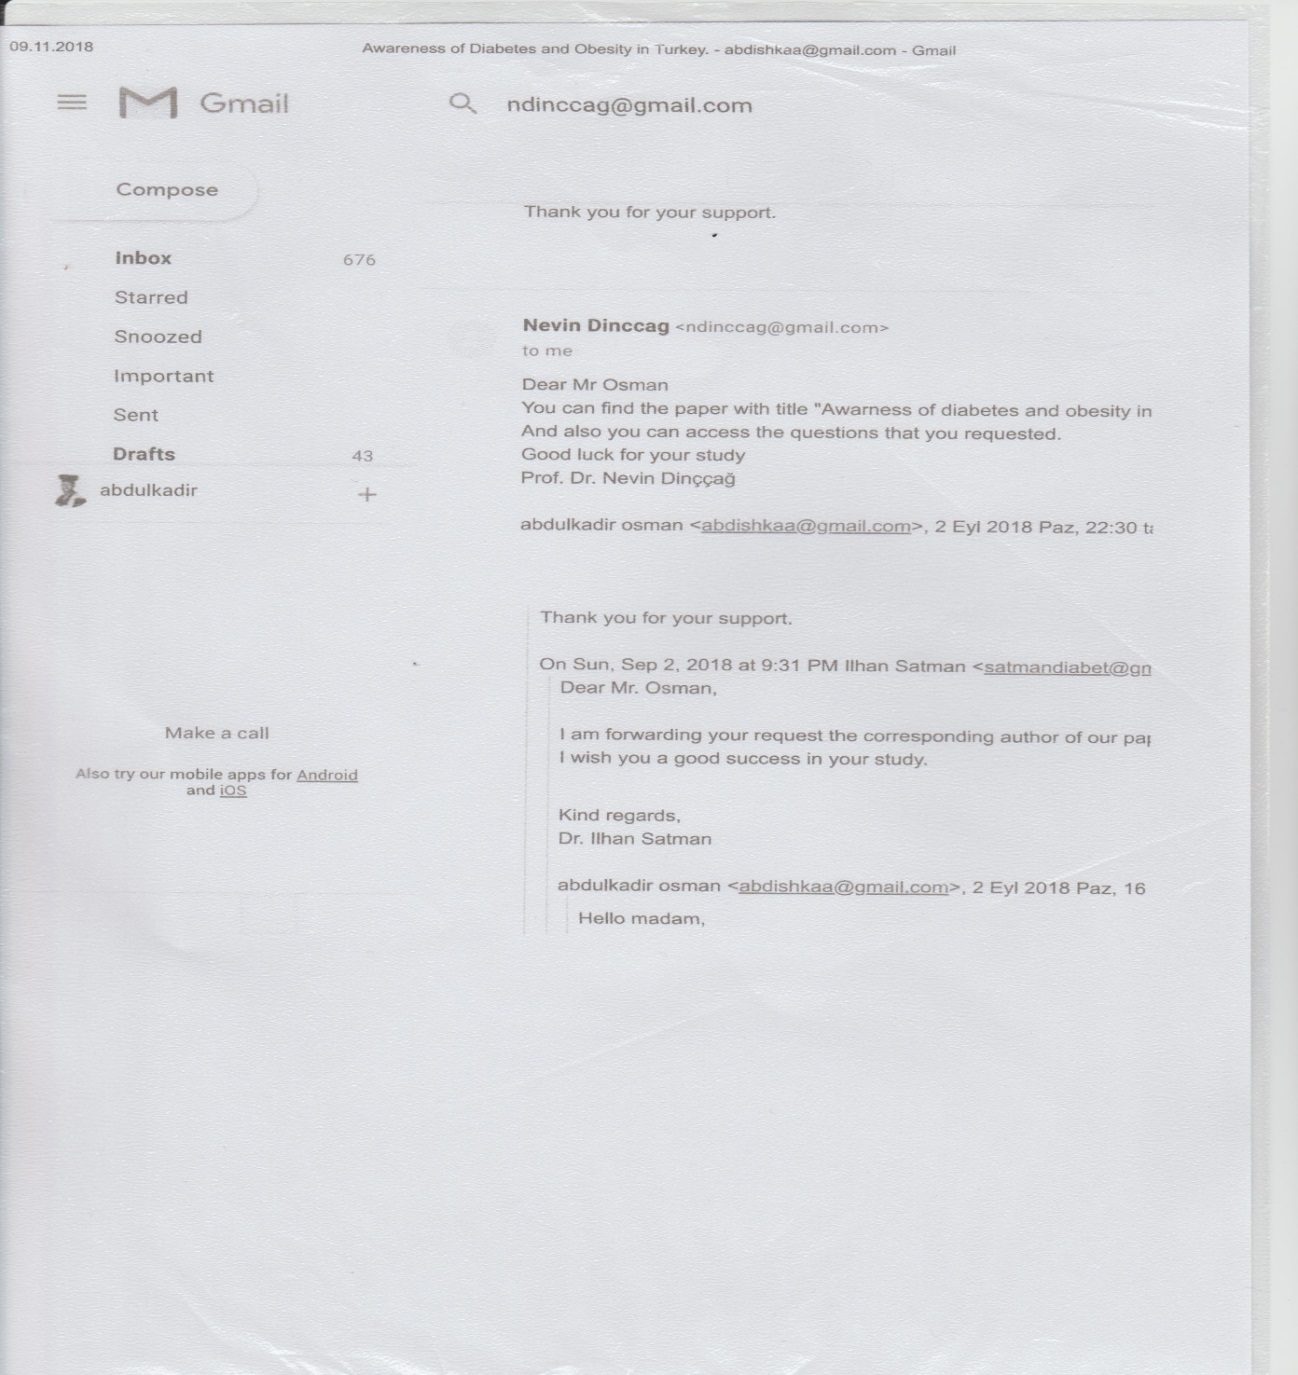 09.11.2018
Awareness of Diabetes and Obesity in Turkey. - abdishkaa@gmail.com - Gmail
Gmail
ndinccag@gmail.com
Compose
Inbox 676
Starred
Snoozed
Important
Sent
Drafts 43
abdulkadir +
Make a call
Also try our mobile apps for Android
and iOS
Thank you for your support.
Nevin Dinccag <ndinccag@gmail.com>
to me
Dear Mr Osman
You can find the paper with title "Awarness of diabetes and obesity in
And also you can access the questions that you requested.
Good luck for your study
Prof. Dr. Nevin Dinççağ
abdulkadir osman <abdishkaa@gmail.com>, 2 Eyl 2018 Paz, 22:30
Thank you for your support.
On Sun, Sep 2, 2018 at 9:31 PM Ilhan Satman <satmandiabet@gn
Dear Mr. Osman,
I am forwarding your request the corresponding author of our
I wish you a good success in your study.
Kind regards,
Dr. Ilhan Satman
abdulkadir osman <abdishkaa@gmail.com>, 2 Eyl 2018 Paz, 16
Hello madam,